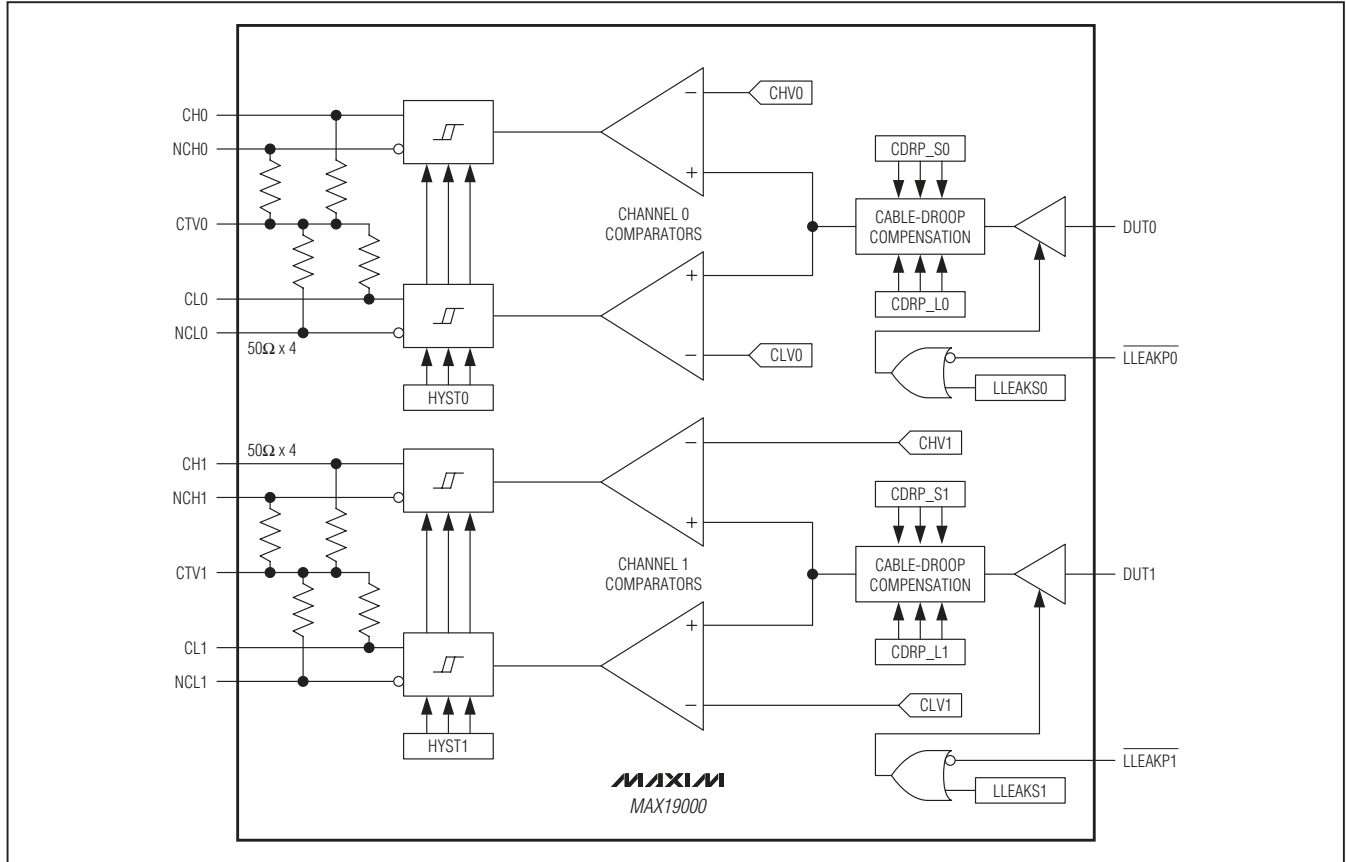 CH0
NCH0
CTV0
CL0
NCL0
50Ω x 4
HYST0
CHANNEL 0
COMPARATORS
−
+
+
−
CHV0
CLV0
CDRP_S0
CABLE-DROOP
COMPENSATION
CDRP_L0
DUT0
LLEAKP0
LLEAKS0
CH1
50Ω x 4
NCH1
CTV1
CL1
NCL1
HYST1
CHANNEL 1
COMPARATORS
−
+
+
−
CHV1
CLV1
CDRP_S1
CABLE-DROOP
COMPENSATION
CDRP_L1
DUT1
LLEAKP1
LLEAKS1
MAXIM
MAX19000